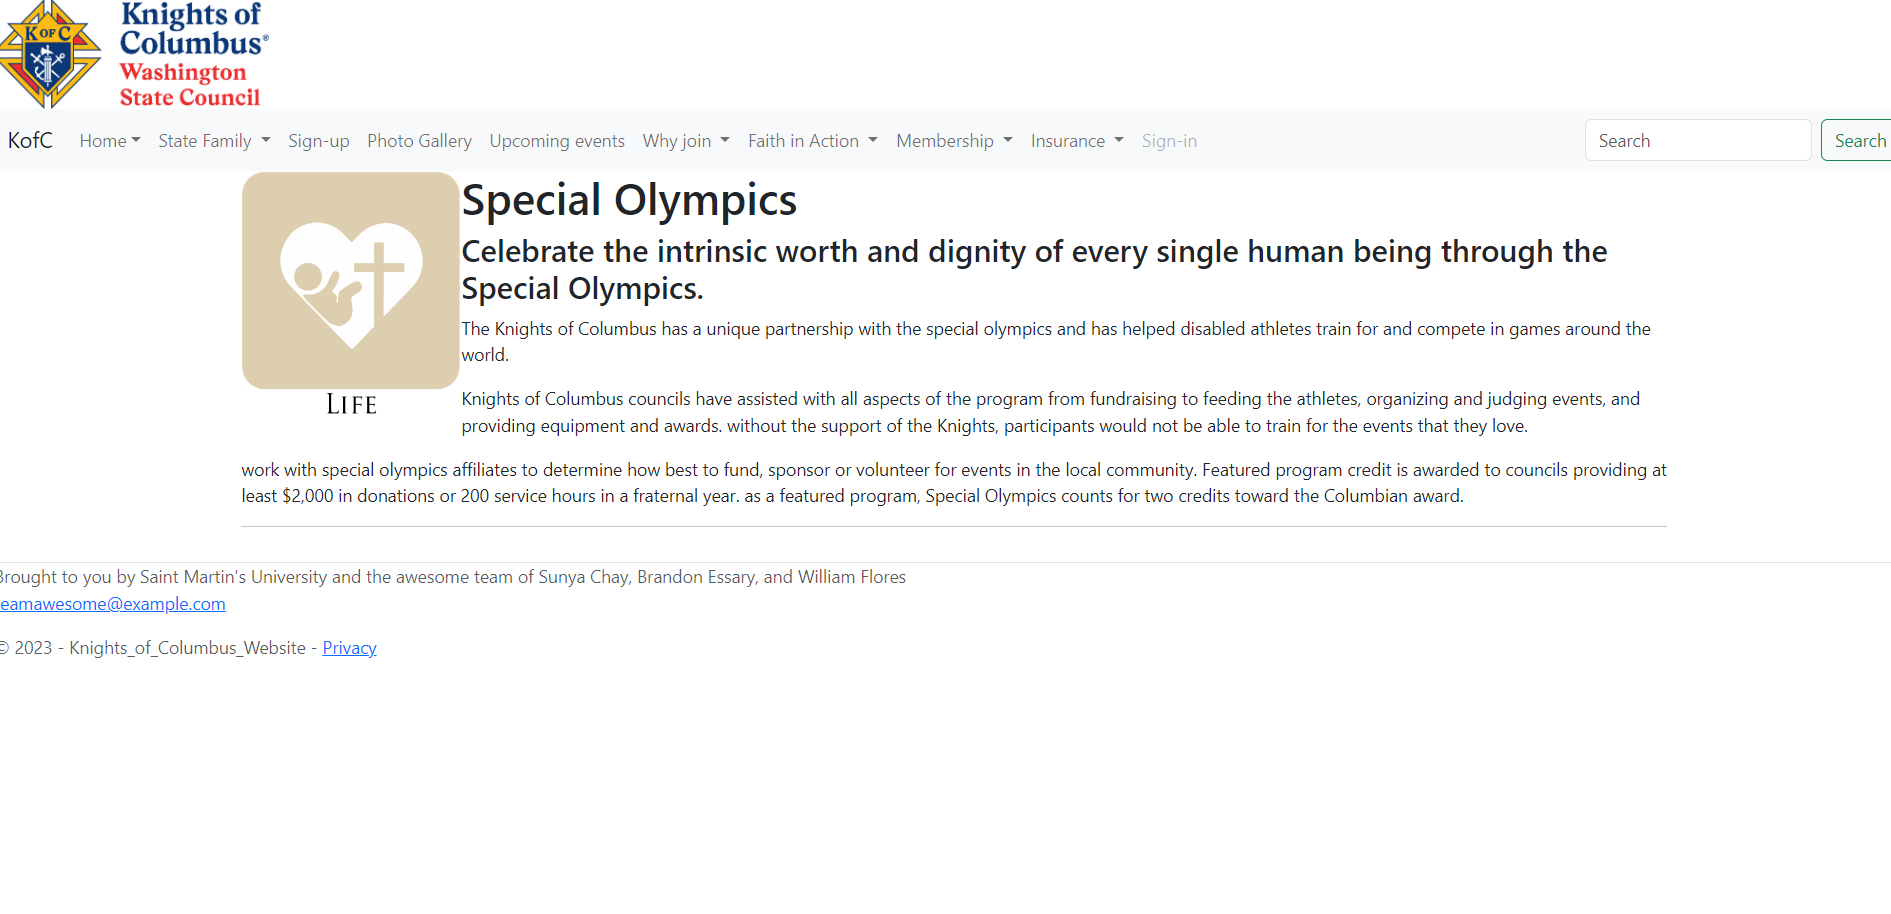 K OF C
Knights of
Columbus®
Washington
State Council
KofC Home State Family Sign-up Photo Gallery Upcoming events Why join Faith in Action Membership Insurance Sign-in Search Search
Special Olympics
Celebrate the intrinsic worth and dignity of every single human being through the
Special Olympics.
The Knights of Columbus has a unique partnership with the special olympics and has helped disabled athletes train for and compete in games around the
world.
LIFE
Knights of Columbus councils have assisted with all aspects of the program from fundraising to feeding the athletes, organizing and judging events, and
providing equipment and awards. without the support of the Knights, participants would not be able to train for the events that they love.
work with special olympics affiliates to determine how best to fund, sponsor or volunteer for events in the local community. Featured program credit is awarded to councils providing at
least $2,000 in donations or 200 service hours in a fraternal year. as a featured program, Special Olympics counts for two credits toward the Columbian award.
Brought to you by Saint Martin's University and the awesome team of Sunya Chay, Brandon Essary, and William Flores
eamawesome@example.com
© 2023 - Knights_of_Columbus_Website - Privacy